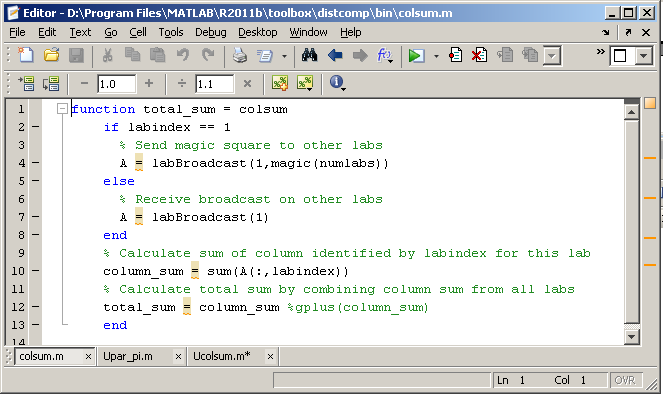 Editor - D:\Program Files\MATLAB\R2011b\toolbox\distcomp\bin\colsum.m
File Edit Text Go Cell Tools Debug Desktop Window Help
1.0 1.1
1 function total_sum = colsum
2 if labindex == 1
3 % Send magic square to other labs
4 A = labBroadcast(1,magic(numlabs))
5 else
6 % Receive broadcast on other labs
7 A = labBroadcast(1)
8 end
9 % Calculate sum of column identified by labindex for this lab
10 column_sum = sum(A(:,labindex))
11 % Calculate total sum by combining column sum from all labs
12 total_sum = column_sum %gplus(column_sum)
13 end
14
colsum.m Upar_pi.m Ucolsum.m*
Ln 1 Col 1 OVR